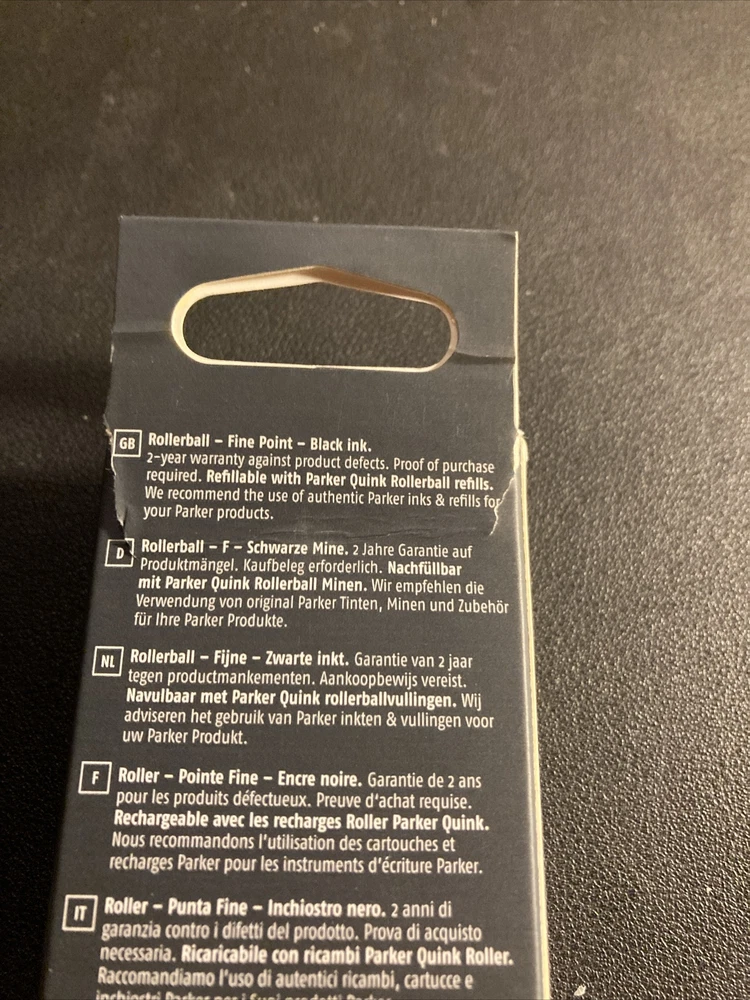 GB Rollerball – Fine Point – Black ink.
2-year warranty against product defects. Proof of purchase
required. Refillable with Parker Quink Rollerball refills.
We recommend the use of authentic Parker inks & refills for
your Parker products.
D Rollerball – F – Schwarze Mine. 2 Jahre Garantie auf
Produktmängel. Kaufbeleg erforderlich. Nachfüllbar
mit Parker Quink Rollerball Minen. Wir empfehlen die
Verwendung von original Parker Tinten, Minen und Zubehör
für Ihre Parker Produkte.
NL Rollerball – Fijne – Zwarte inkt. Garantie van 2 jaar
tegen productmankementen. Aankoopbewijs vereist.
Navulbaar met Parker Quink rollerballvullingen. Wij
adviseren het gebruik van Parker inkten & vullingen voor
uw Parker Produkt.
F Roller – Pointe Fine – Encre noire. Garantie de 2 ans
pour les produits défectueux. Preuve d'achat requise.
Rechargeable avec les recharges Roller Parker Quink.
Nous recommandons l'utilisation des cartouches et
recharges Parker pour les instruments d'écriture Parker.
IT Roller – Punta Fine – Inchiostro nero. 2 anni di
garanzia contro i difetti del prodotto. Prova di acquisto
necessaria. Ricaricabile con ricambi Parker Quink Roller.
Raccomandiamo l'uso di autentici ricambi, cartucce e
inchiostri Parker per i Suoi prodotti Parker.